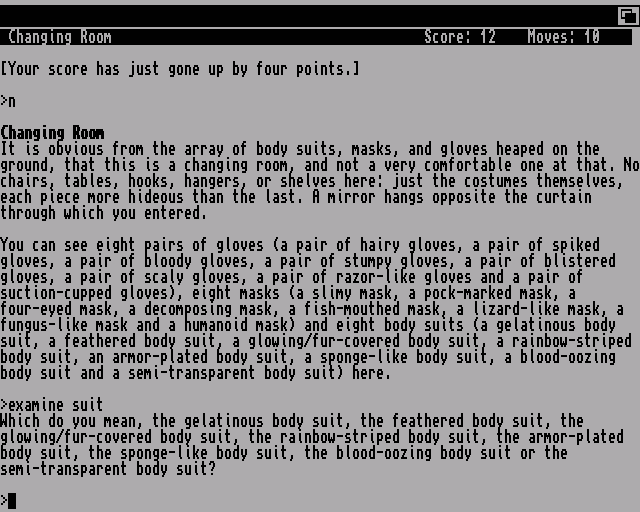 Changing Room Score: 12 Moves: 10
[Your score has just gone up by four points.]
>n
Changing Room
It is obvious from the array of body suits, masks, and gloves heaped on the
ground, that this is a changing room, and not a very comfortable one at that. No
chairs, tables, hooks, hangers, or shelves here: just the costumes themselves,
each piece more hideous than the last. A mirror hangs opposite the curtain
through which you entered.
You can see eight pairs of gloves (a pair of hairy gloves, a pair of spiked
gloves, a pair of bloody gloves, a pair of stumpy gloves, a pair of blistered
gloves, a pair of scaly gloves, a pair of razor-like gloves and a pair of
suction-cupped gloves), eight masks (a slimy mask, a pock-marked mask, a
four-eyed mask, a decomposing mask, a fish-mouthed mask, a lizard-like mask, a
fungus-like mask and a humanoid mask) and eight body suits (a gelatinous body
suit, a feathered body suit, a glowing/fur-covered body suit, a rainbow-striped
body suit, an armor-plated body suit, a sponge-like body suit, a blood-oozing
body suit and a semi-transparent body suit) here.
>examine suit
Which do you mean, the gelatinous body suit, the feathered body suit, the
glowing/fur-covered body suit, the rainbow-striped body suit, the armor-plated
body suit, the sponge-like body suit, the blood-oozing body suit or the
semi-transparent body suit?
>